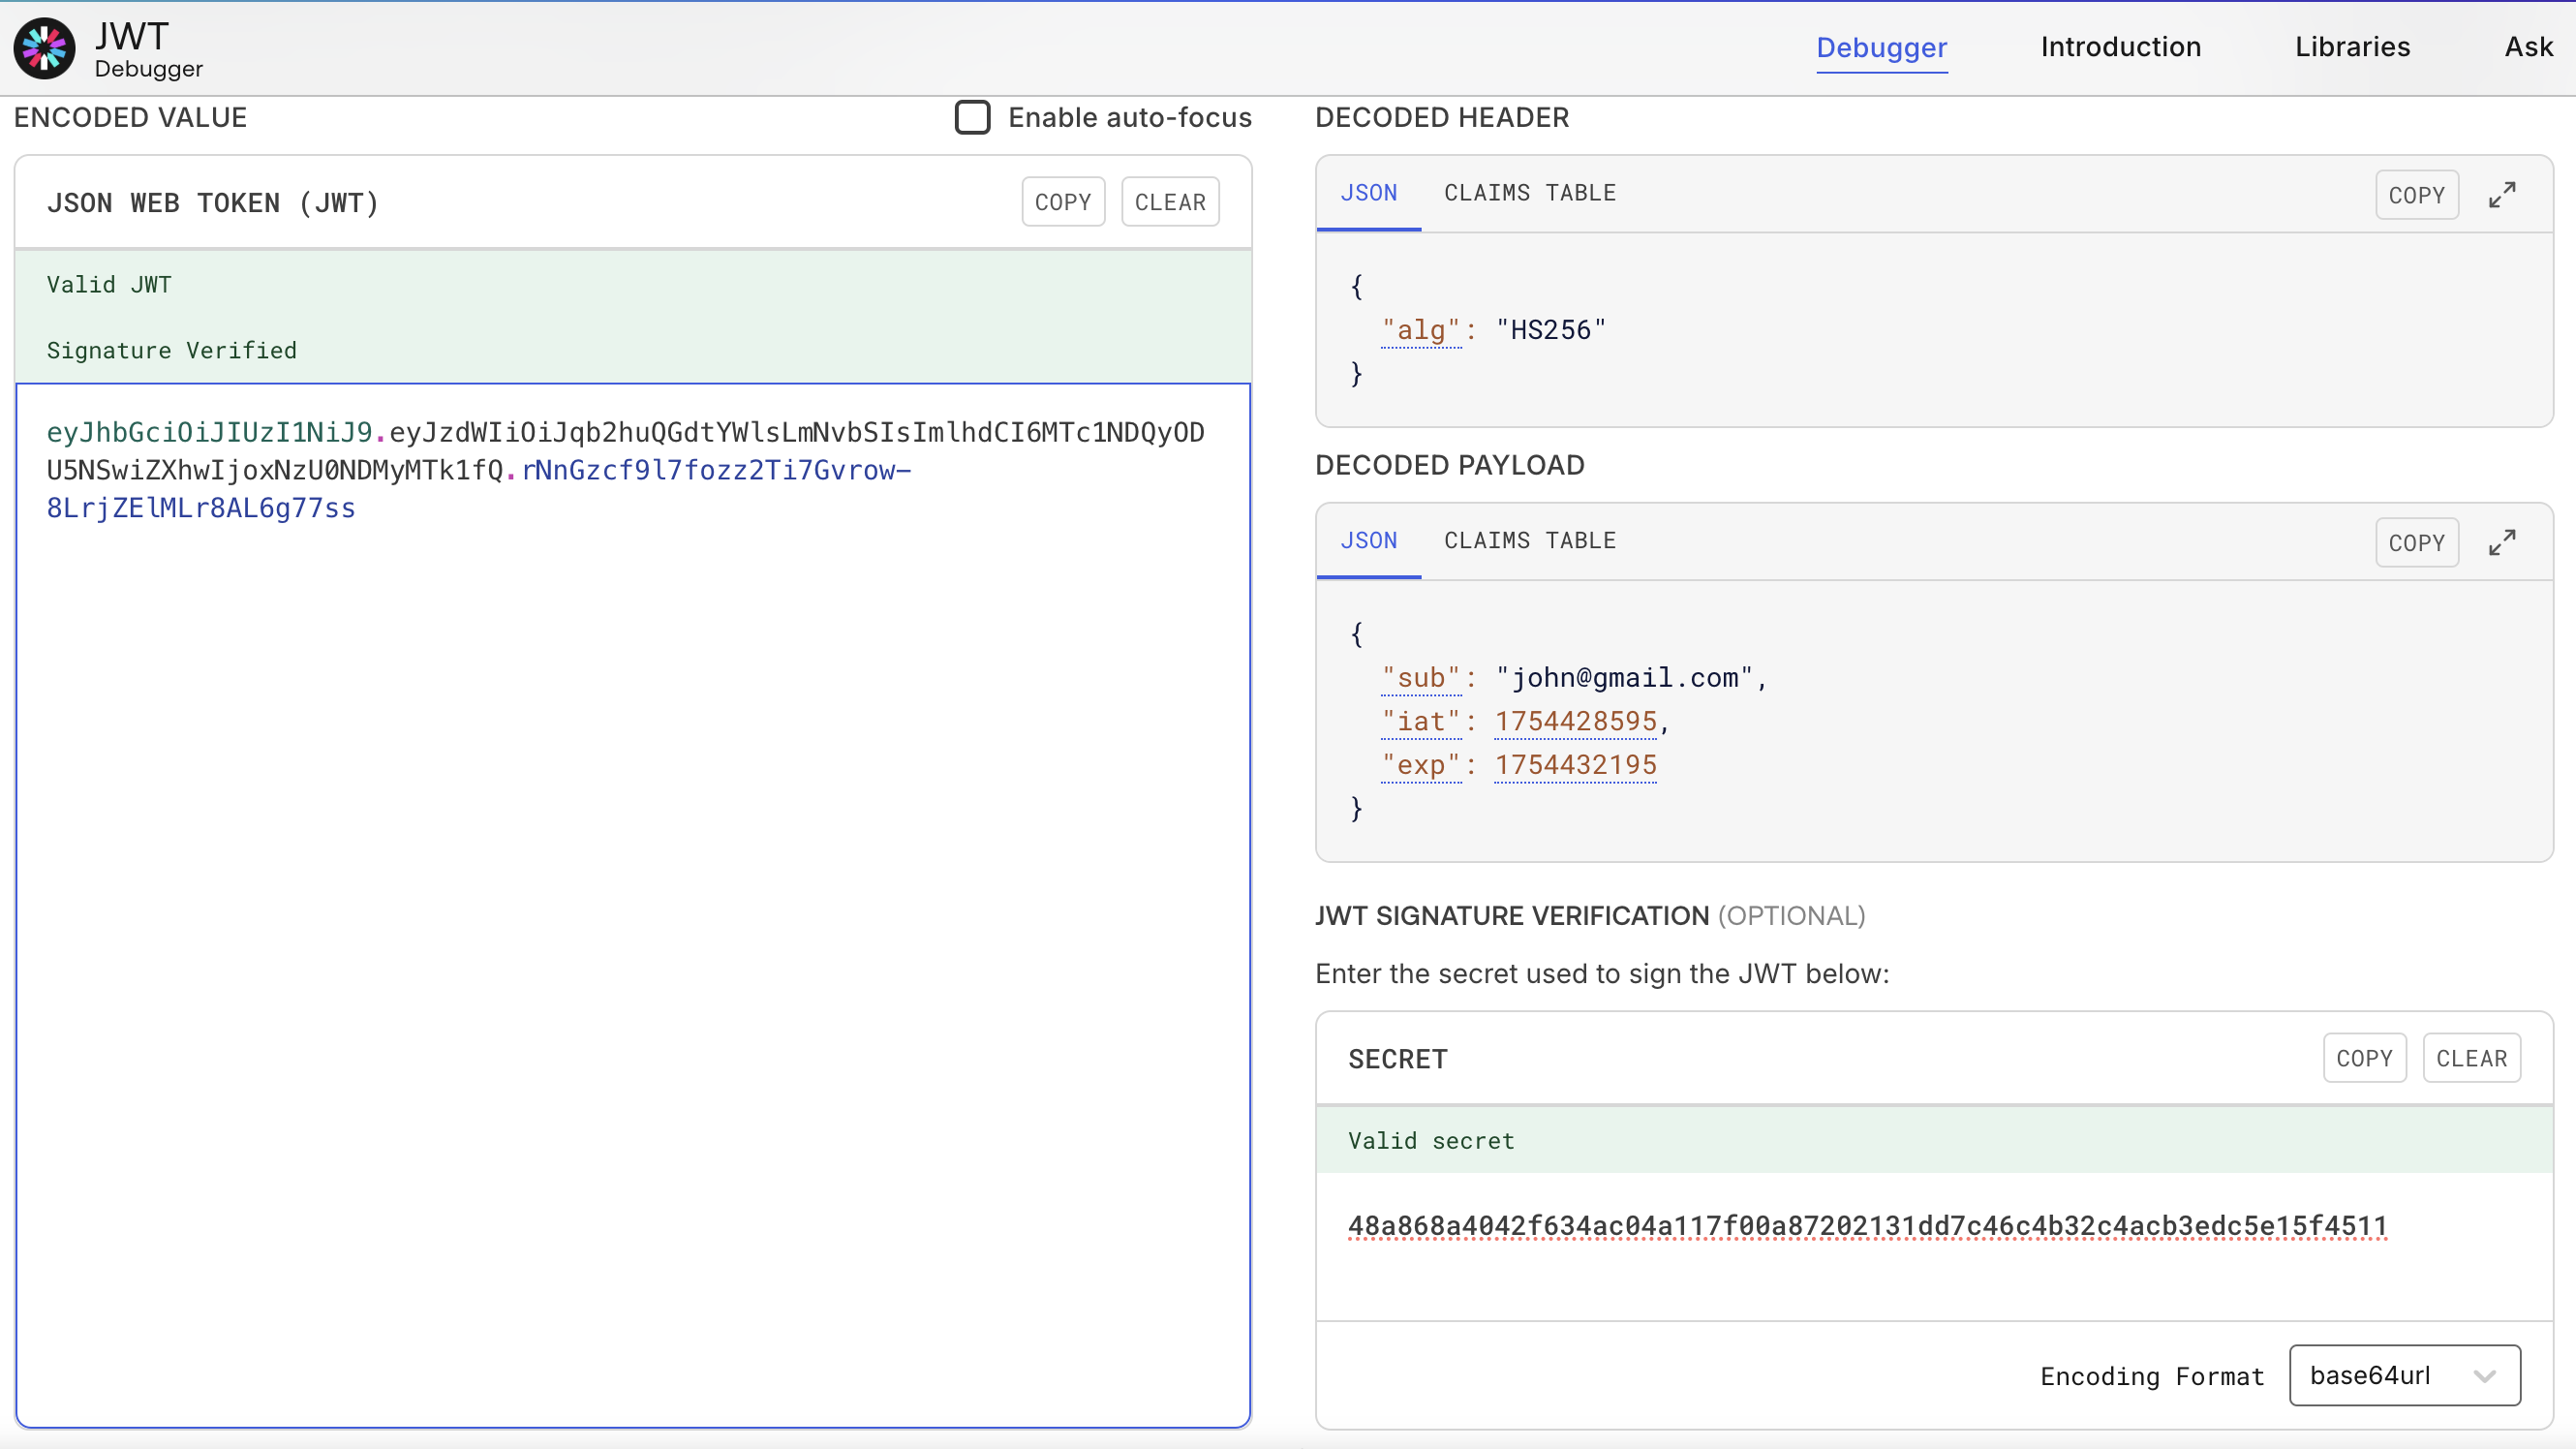 JWT
Debugger
Debugger
Introduction
Libraries
Ask
ENCODED VALUE
Enable auto-focus
JSON WEB TOKEN (JWT)
COPY
CLEAR
Valid JWT
Signature Verified
eyJhbGciOiJIUzI1NiJ9.eyJzdWIiOiJqb2huQGdtYWlsLmNvbSIsImlhdCI6MTc1NDQyOD
U5NSwiZXhwIjoxNzU0NDMyMTk1fQ.rNnGzcf9l7fozz2Ti7Gvrow-
8LrjZElMLr8AL6g77ss
DECODED HEADER
JSON
CLAIMS TABLE
COPY
{
"alg": "HS256"
}
DECODED PAYLOAD
JSON
CLAIMS TABLE
COPY
{
"sub": "john@gmail.com",
"iat": 1754428595,
"exp": 1754432195
}
JWT SIGNATURE VERIFICATION (OPTIONAL)
Enter the secret used to sign the JWT below:
SECRET
COPY
CLEAR
Valid secret
48a868a4042f634ac04a117f00a87202131dd7c46c4b32c4acb3edc5e15f4511
Encoding Format
base64url